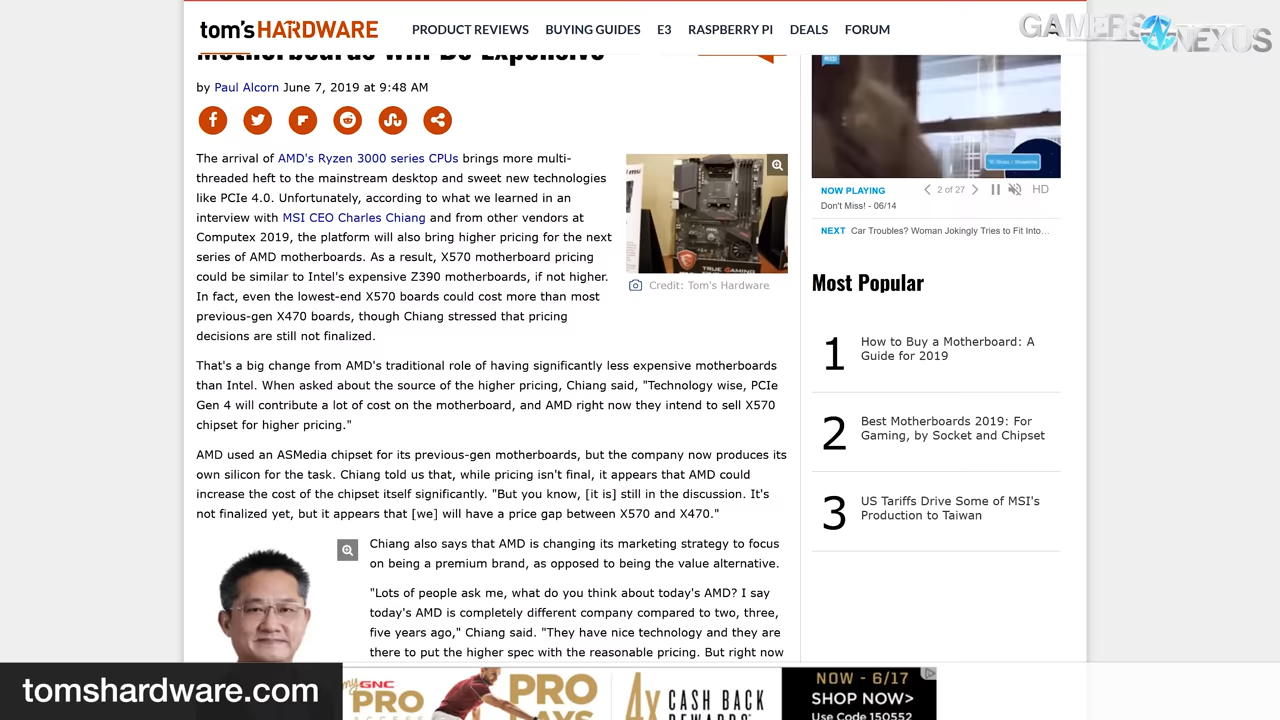 tom's HARDWARE
PRODUCT REVIEWS BUYING GUIDES E3 RASPBERRY PI DEALS FORUM
GAMERS NEXUS
Motherboards Will Be Expensive
by Paul Alcorn June 7, 2019 at 9:48 AM
The arrival of AMD's Ryzen 3000 series CPUs brings more multi-
threaded heft to the mainstream desktop and sweet new technologies
like PCIe 4.0. Unfortunately, according to what we learned in an
interview with MSI CEO Charles Chiang and from other vendors at
Computex 2019, the platform will also bring higher pricing for the next
series of AMD motherboards. As a result, X570 motherboard pricing
could be similar to Intel's expensive Z390 motherboards, if not higher.
In fact, even the lowest-end X570 boards could cost more than most
previous-gen X470 boards, though Chiang stressed that pricing
decisions are still not finalized.
TRUE GAMING
Credit: Tom's Hardware
That's a big change from AMD's traditional role of having significantly less expensive motherboards
than Intel. When asked about the source of the higher pricing, Chiang said, "Technology wise, PCIe
Gen 4 will contribute a lot of cost on the motherboard, and AMD right now they intend to sell X570
chipset for higher pricing."
AMD used an ASMedia chipset for its previous-gen motherboards, but the company now produces its
own silicon for the task. Chiang told us that, while pricing isn't final, it appears that AMD could
increase the cost of the chipset itself significantly. "But you know, [it is] still in the discussion. It's
not finalized yet, but it appears that [we] will have a price gap between X570 and X470."
Chiang also says that AMD is changing its marketing strategy to focus
on being a premium brand, as opposed to being the value alternative.
"Lots of people ask me, what do you think about today's AMD? I say
today's AMD is completely different company compared to two, three,
five years ago," Chiang said. "They have nice technology and they are
there to put the higher spec with the reasonable pricing. But right now
NOW PLAYING 2 of 27 HD
Don't Miss! - 06/14
NEXT Car Troubles? Woman Jokingly Tries to Fit Into...
Most Popular
1 How to Buy a Motherboard: A
Guide for 2019
2 Best Motherboards 2019: For
Gaming, by Socket and Chipset
3 US Tariffs Drive Some of MSI's
Production to Taiwan
tomshardware.com
my GNC
PRO
ACCESS
PRO
DAYS
4X CASH BACK
REWARDS
NOW - 6/17
SHOP NOW>
Use Code 150552